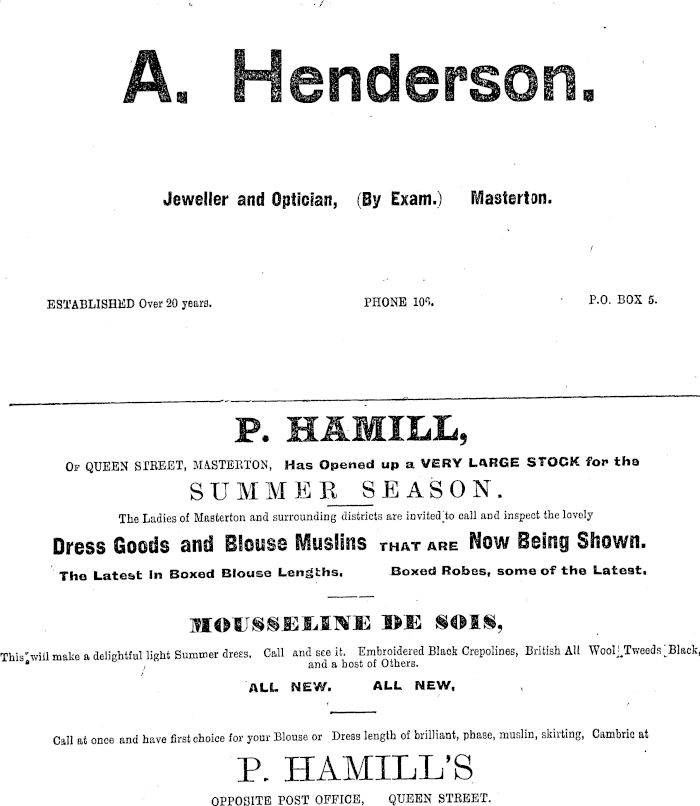 A. Henderson.
Jeweller and Optician, (By Exam.) Masterton.
ESTABLISHED Over 20 years. PHONE 106. P.O. BOX 5.
P. HAMILL,
OF QUEEN STREET, MASTERTON, Has Opened up a VERY LARGE STOCK for the
SUMMER SEASON.
The Ladies of Masterton and surrounding districts are invited to call and inspect the lovely
Dress Goods and Blouse Muslins THAT ARE Now Being Shown.
The Latest in Boxed Blouse Lengths. Boxed Robes, some of the Latest.
MOUSSELINE DE SOIS,
This will make a delightful light Summer dress. Call and see it. Embroidered Black Crepolines, British All Wool Tweeds Black,
and a host of Others.
ALL NEW. ALL NEW,
Call at once and have first choice for your Blouse or Dress length of brilliant, phase, muslin, skirting, Cambric at
P. HAMILL'S
OPPOSITE POST OFFICE, QUEEN STREET.